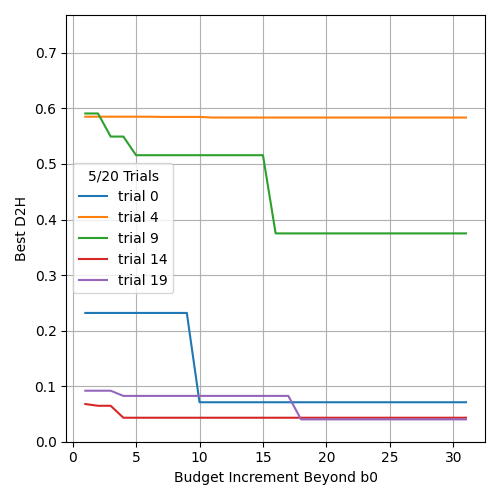 0.7
0.6
0.5
0.4
0.3
0.2
0.1
0.0
Best D2H
5/20 Trials
trial 0
trial 4
trial 9
trial 14
trial 19
0 5 10 15 20 25 30
Budget Increment Beyond b0